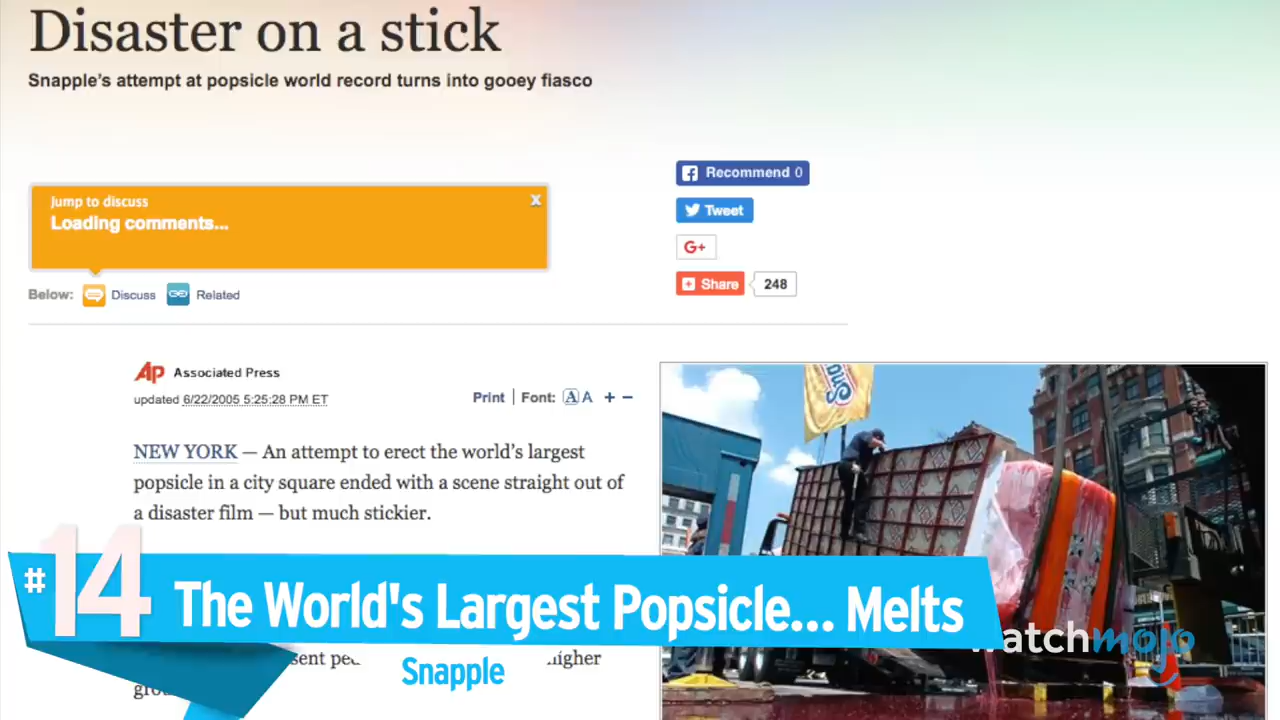 Disaster on a stick
Snapple's attempt at popsicle world record turns into gooey fiasco
Jump to discuss
X
Loading comments...
Below: Discuss Related
Recommend 0
Tweet
G+
Share 248
AP Associated Press
updated 6/22/2005 5:25:28 PM ET
Print | Font: A A + −
NEW YORK — An attempt to erect the world's largest
popsicle in a city square ended with a scene straight out of
a disaster film — but much stickier.
#14 The World's Largest Popsicle... Melts
Snapple
watchmojo